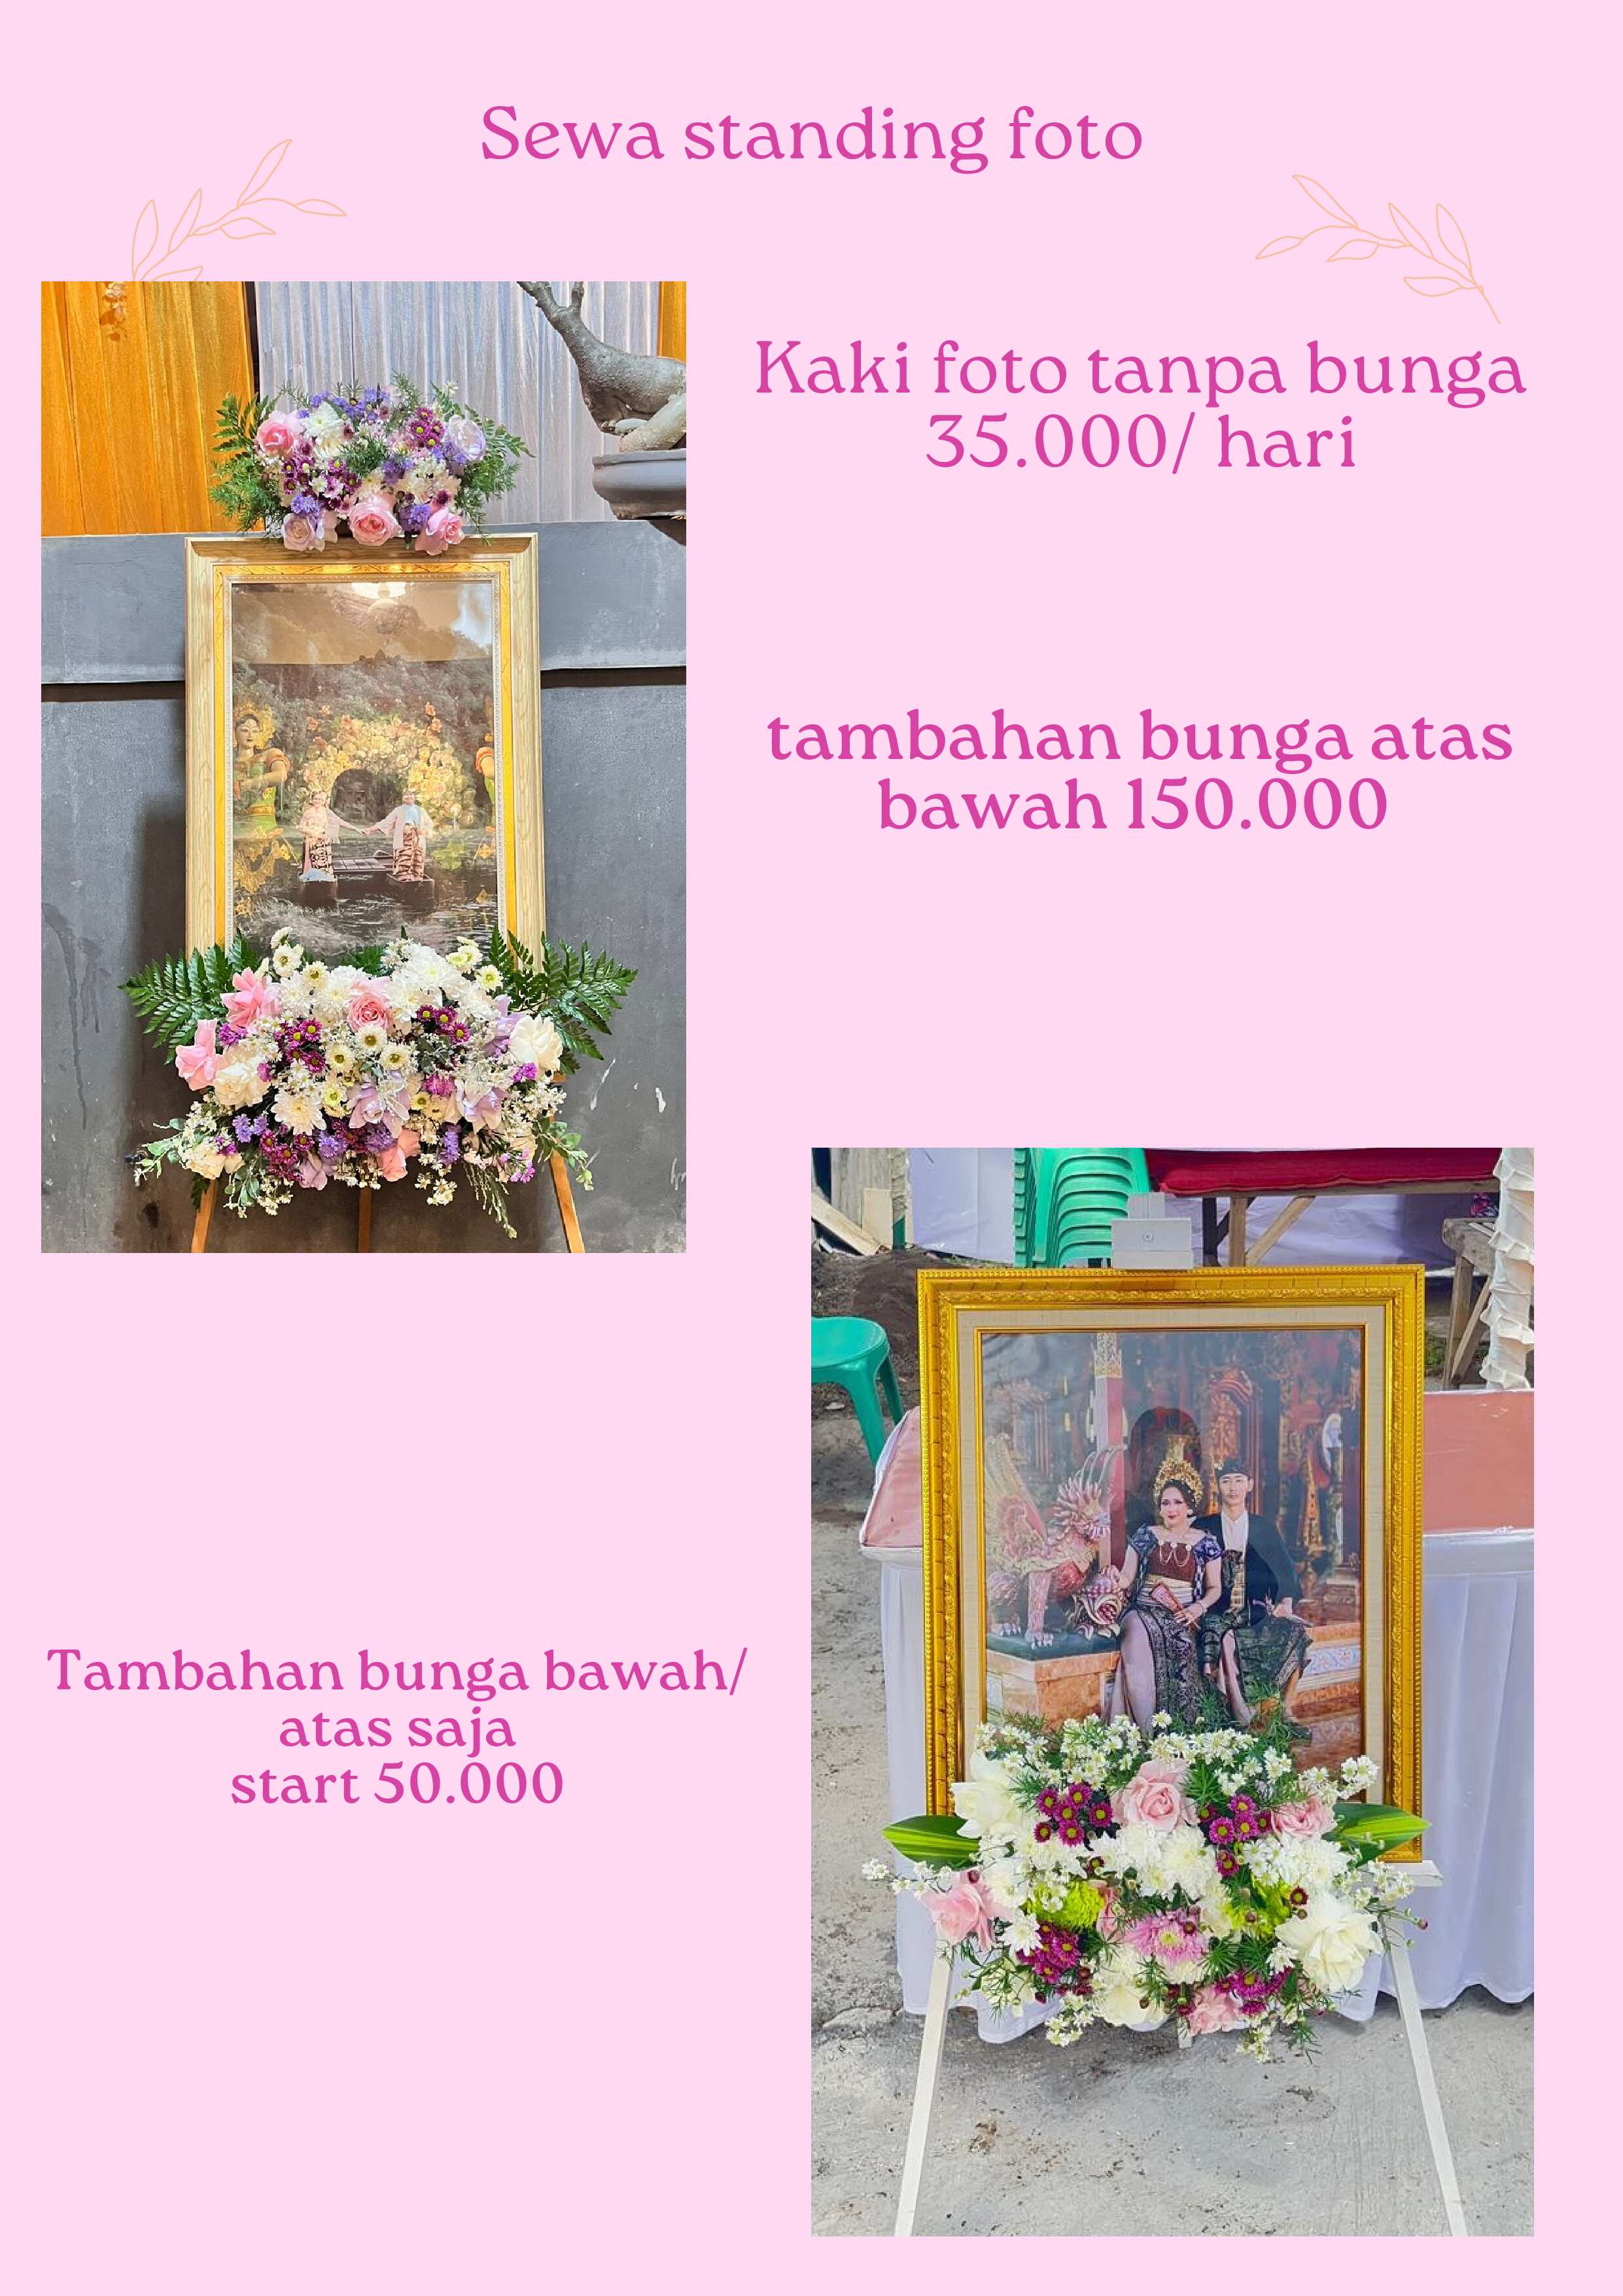 Sewa standing foto
Kaki foto tanpa bunga
35.000/ hari
tambahan bunga atas
bawah 150.000
Tambahan bunga bawah/
atas saja
start 50.000